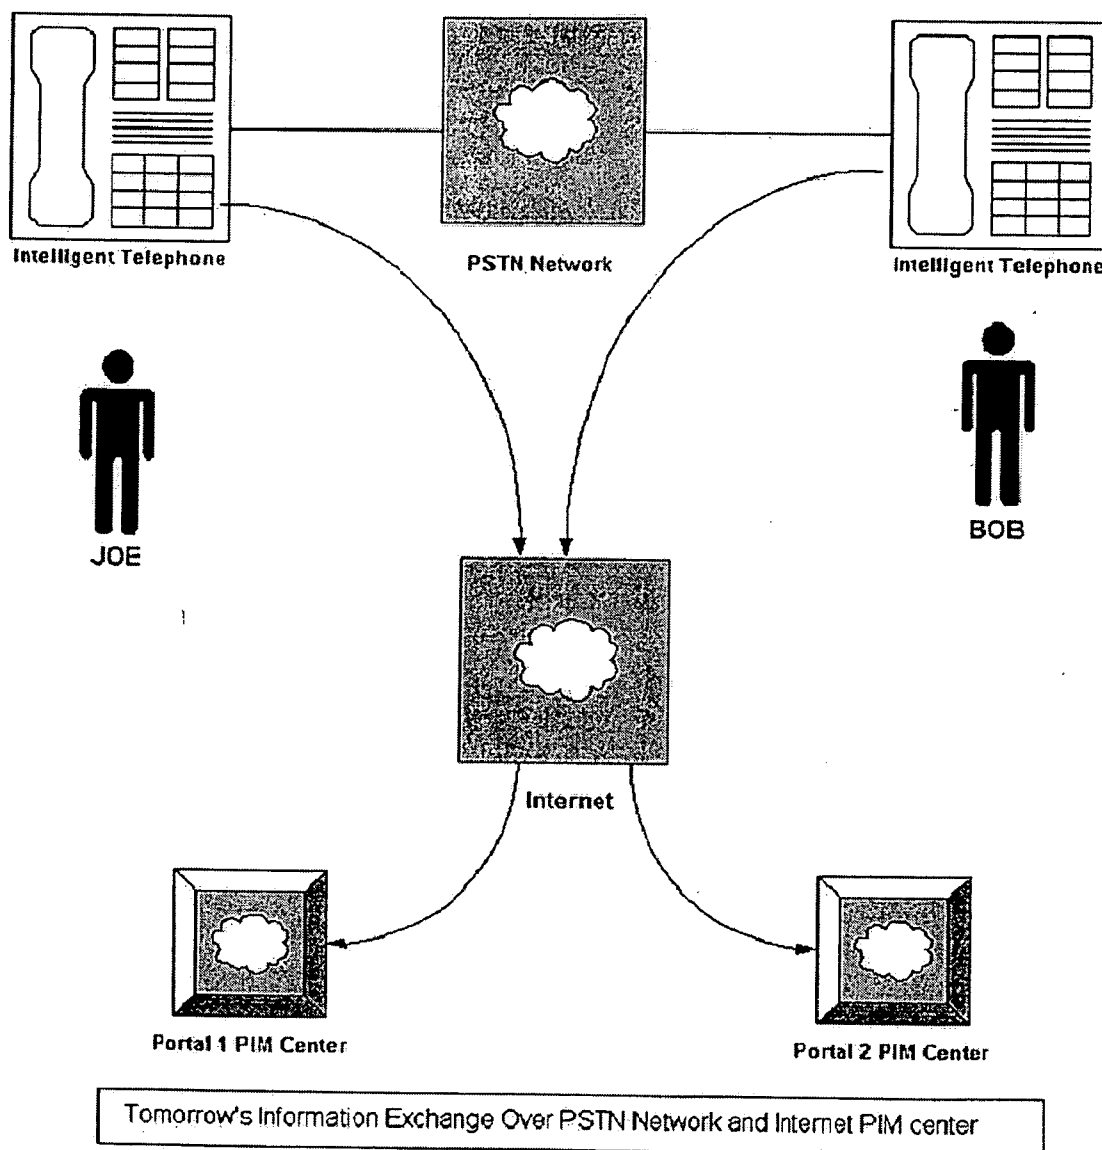 Intelligent Telephone
PSTN Network
Intelligent Telephone
JOE
BOB
Internet
Portal 1 PIM Center
Portal 2 PIM Center
Tomorrow's Information Exchange Over PSTN Network and Internet PIM center